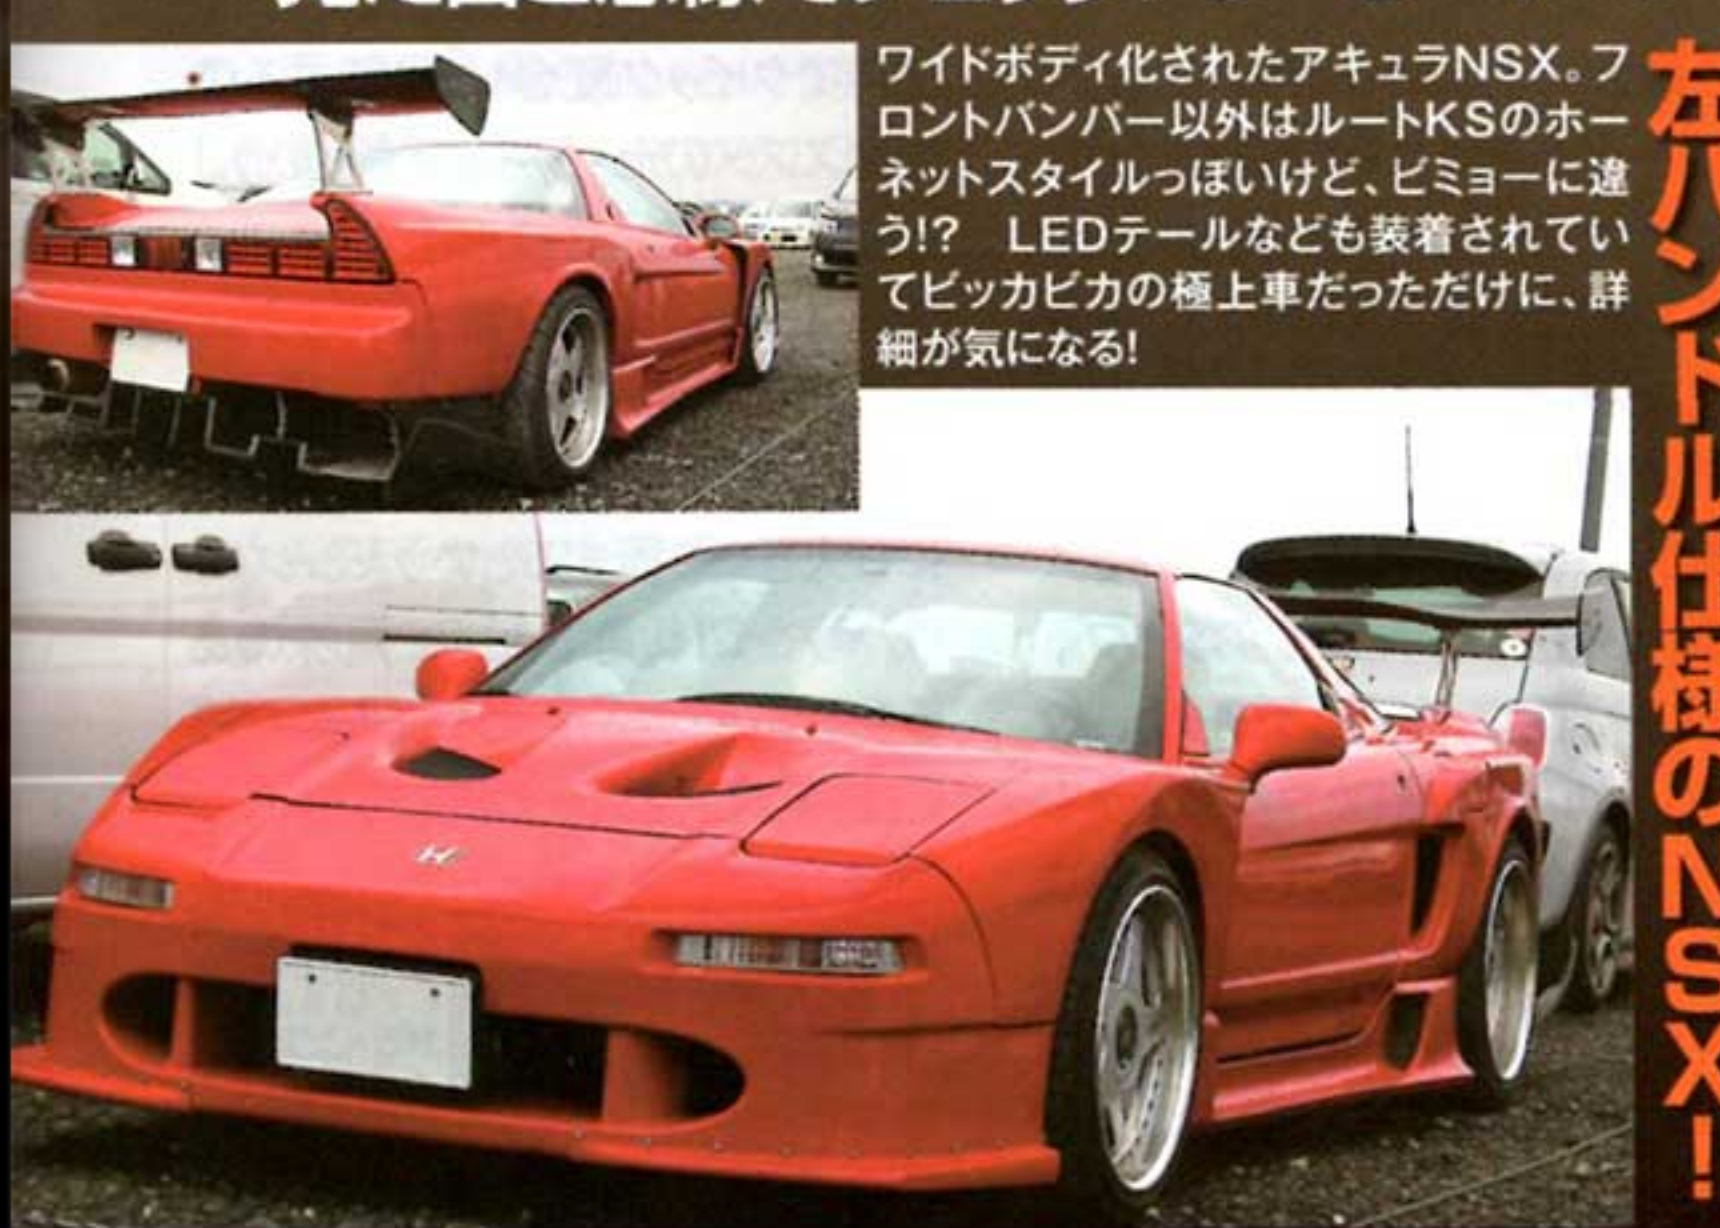 ワイドボディ化されたアキュラNSX。フ
ロントバンパー以外はルートKSのホー
ネットスタイルっぽいけど、ビミョーに違
う!?　LEDテールなども装着されてい
てビッカビカの極上車だっただけに、詳
細が気になる!
左ハンドル仕様のNSX!